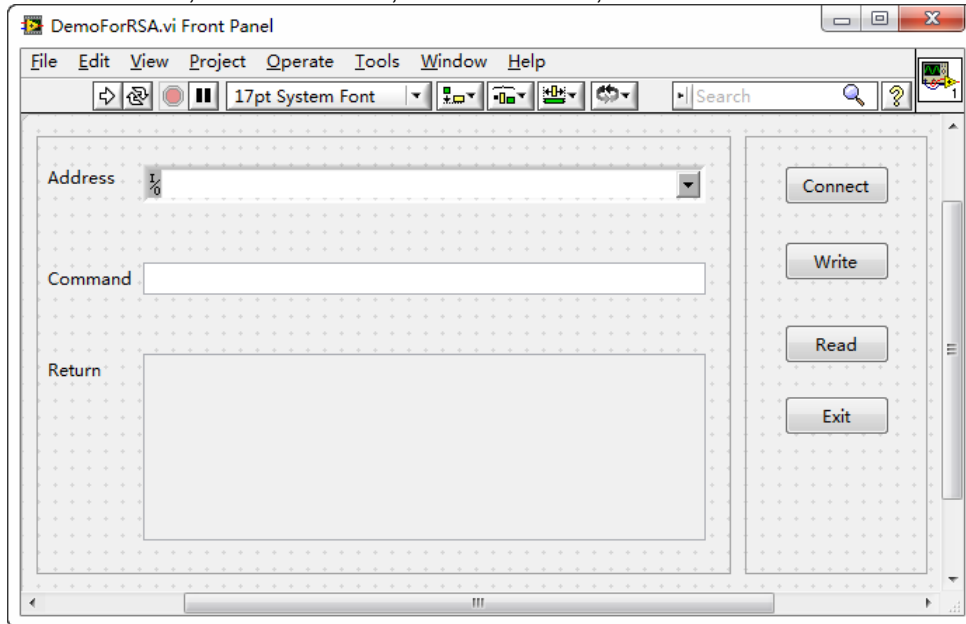 DemoForRSA.vi Front Panel
File Edit View Project Operate Tools Window Help
17pt System Font Search ?
1
Address I/O Connect
Write
Command
Read
Return
Exit